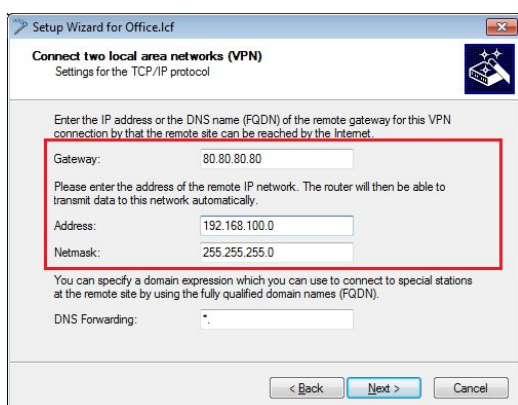 Setup Wizard for Office.lcf
Connect two local area networks (VPN)
Settings for the TCP/IP protocol
Enter the IP address or the DNS name (FQDN) of the remote gateway for this VPN
connection by that the remote site can be reached by the Internet.
Gateway: 80.80.80.80
Please enter the address of the remote IP network. The router will then be able to
transmit data to this network automatically.
Address: 192.168.100.0
Netmask: 255.255.255.0
You can specify a domain expression which you can use to connect to special stations
at the remote site by using the fully qualified domain names (FQDN).
DNS Forwarding: *.
< Back Next > Cancel